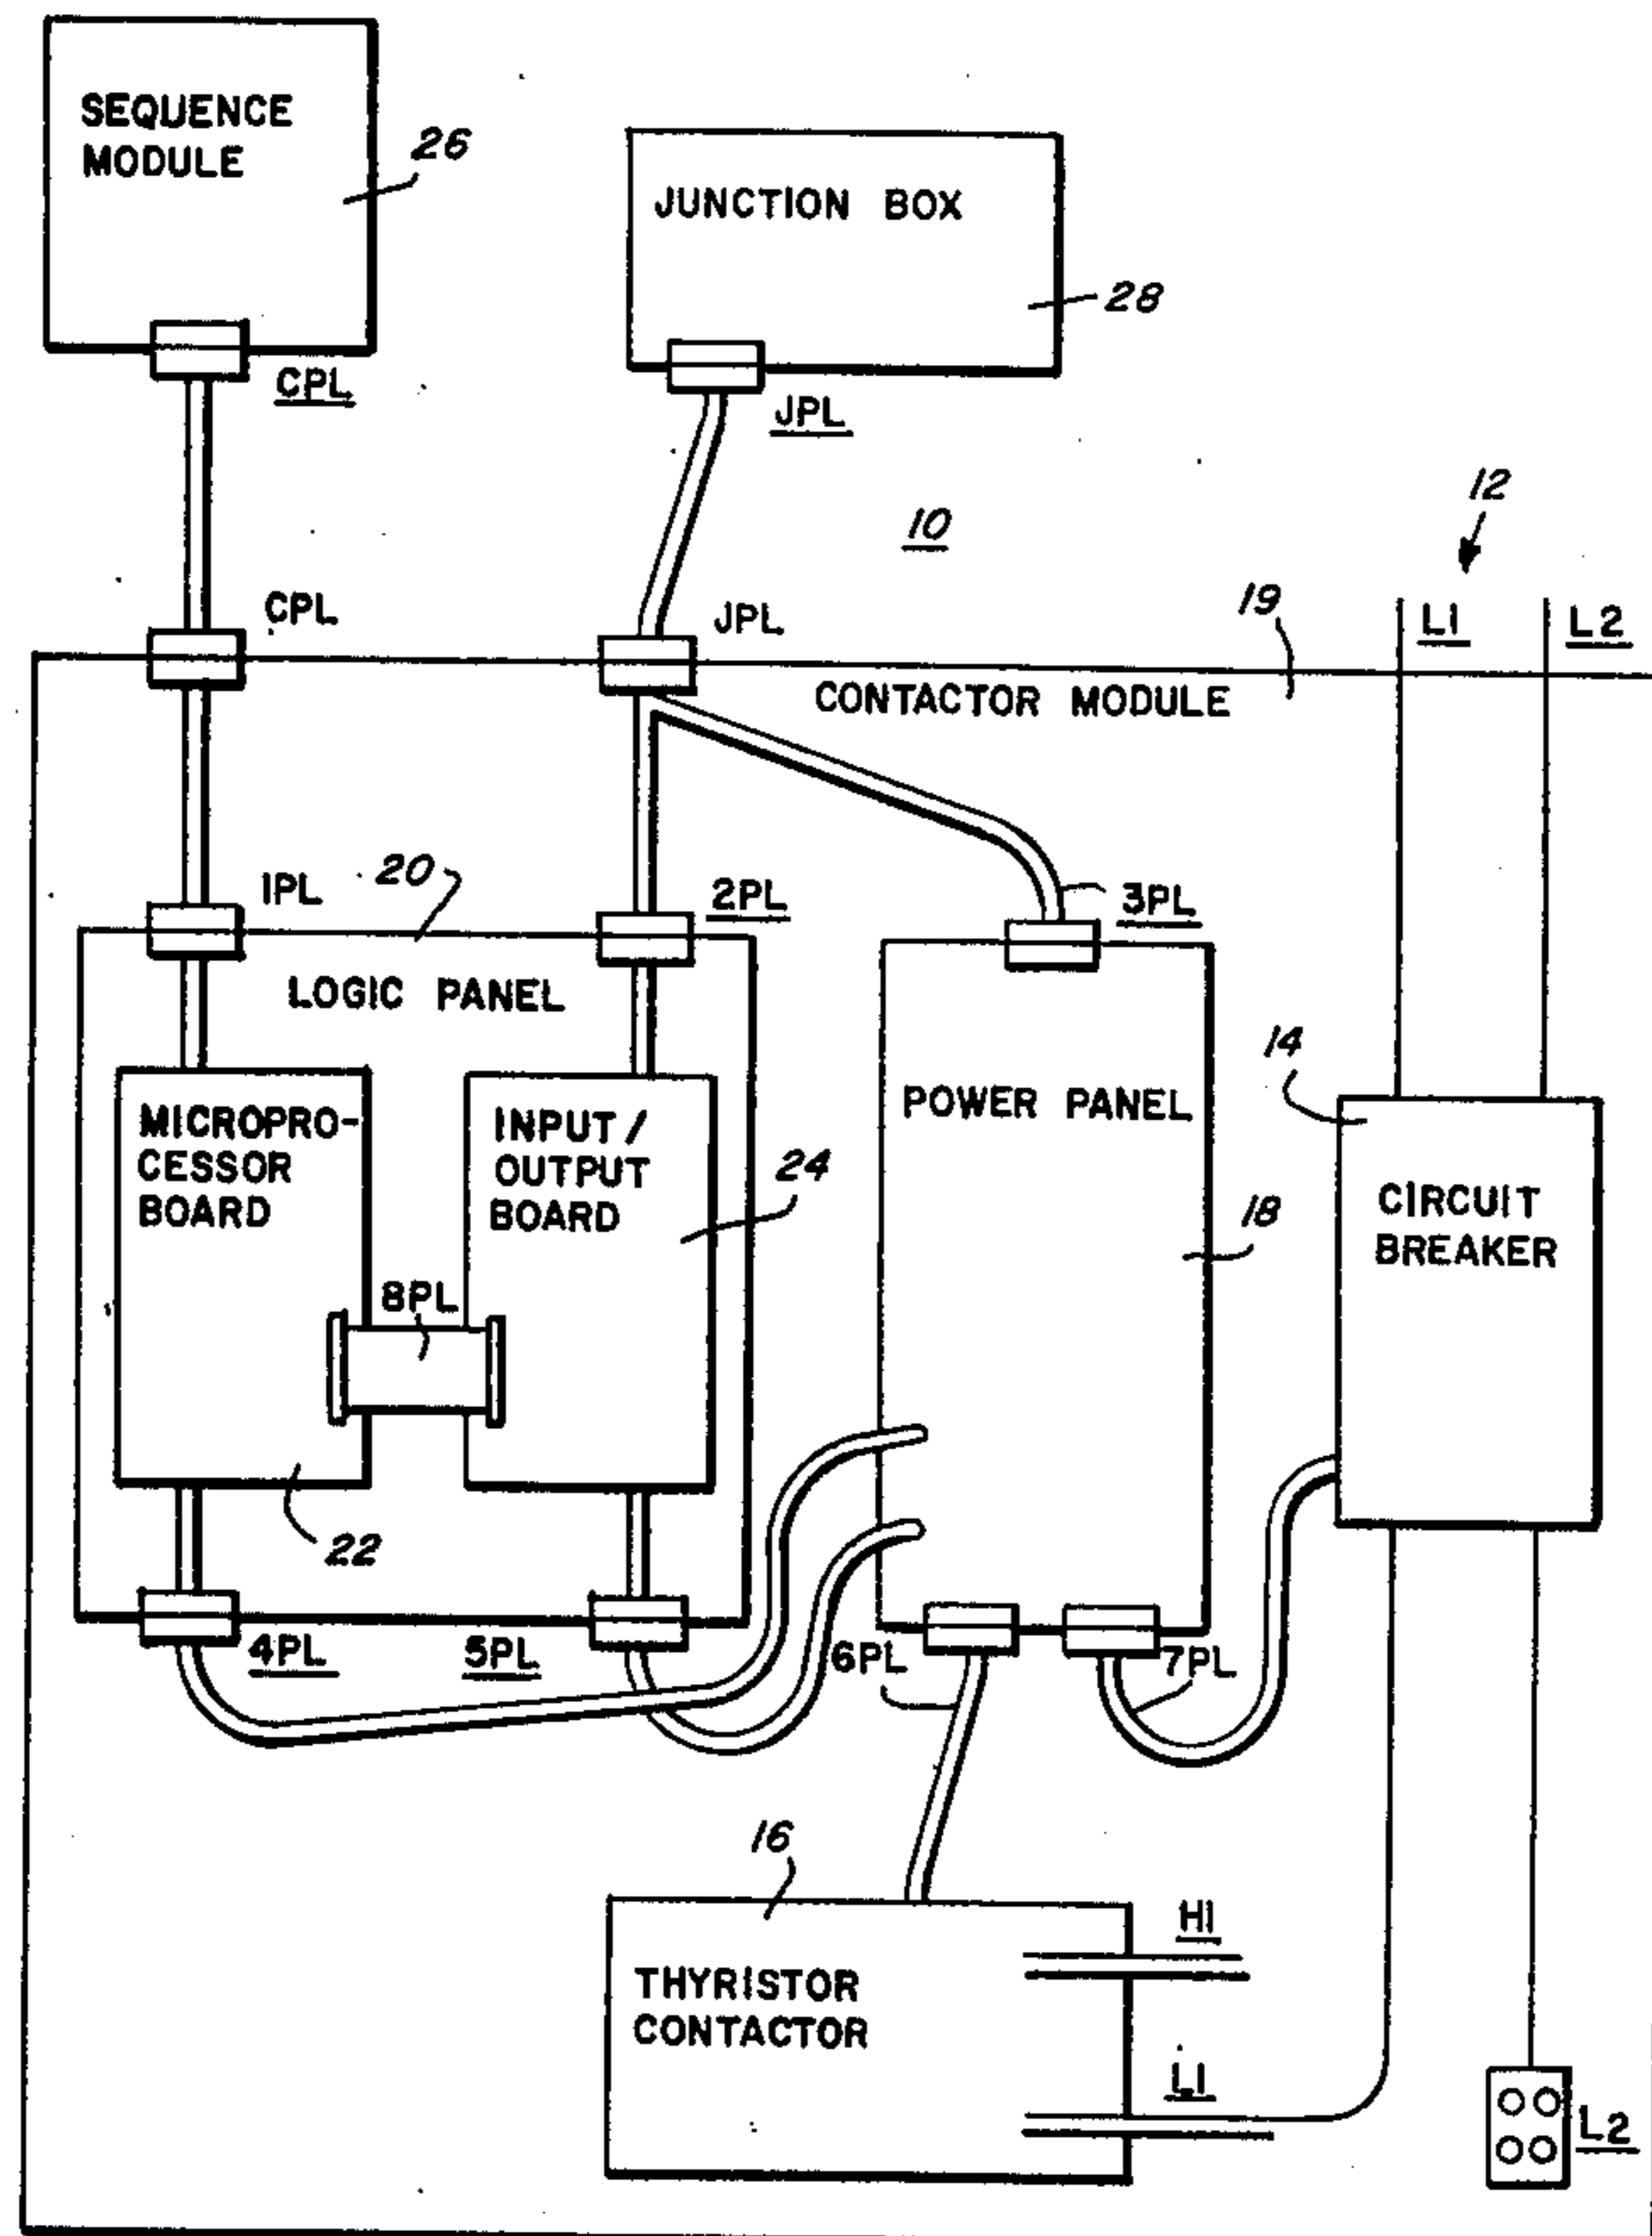 SEQUENCE
MODULE
26
JUNCTION BOX
28
CPL
JPL
10
12
CPL
JPL
19
L1
L2
CONTACTOR MODULE
1PL
20
2PL
3PL
LOGIC PANEL
14
MICROPRO-
CESSOR
BOARD
INPUT/
OUTPUT
BOARD
24
POWER PANEL
18
CIRCUIT
BREAKER
8PL
22
4PL
5PL
6PL
7PL
16
H1
THYRISTOR
CONTACTOR
L1
L2